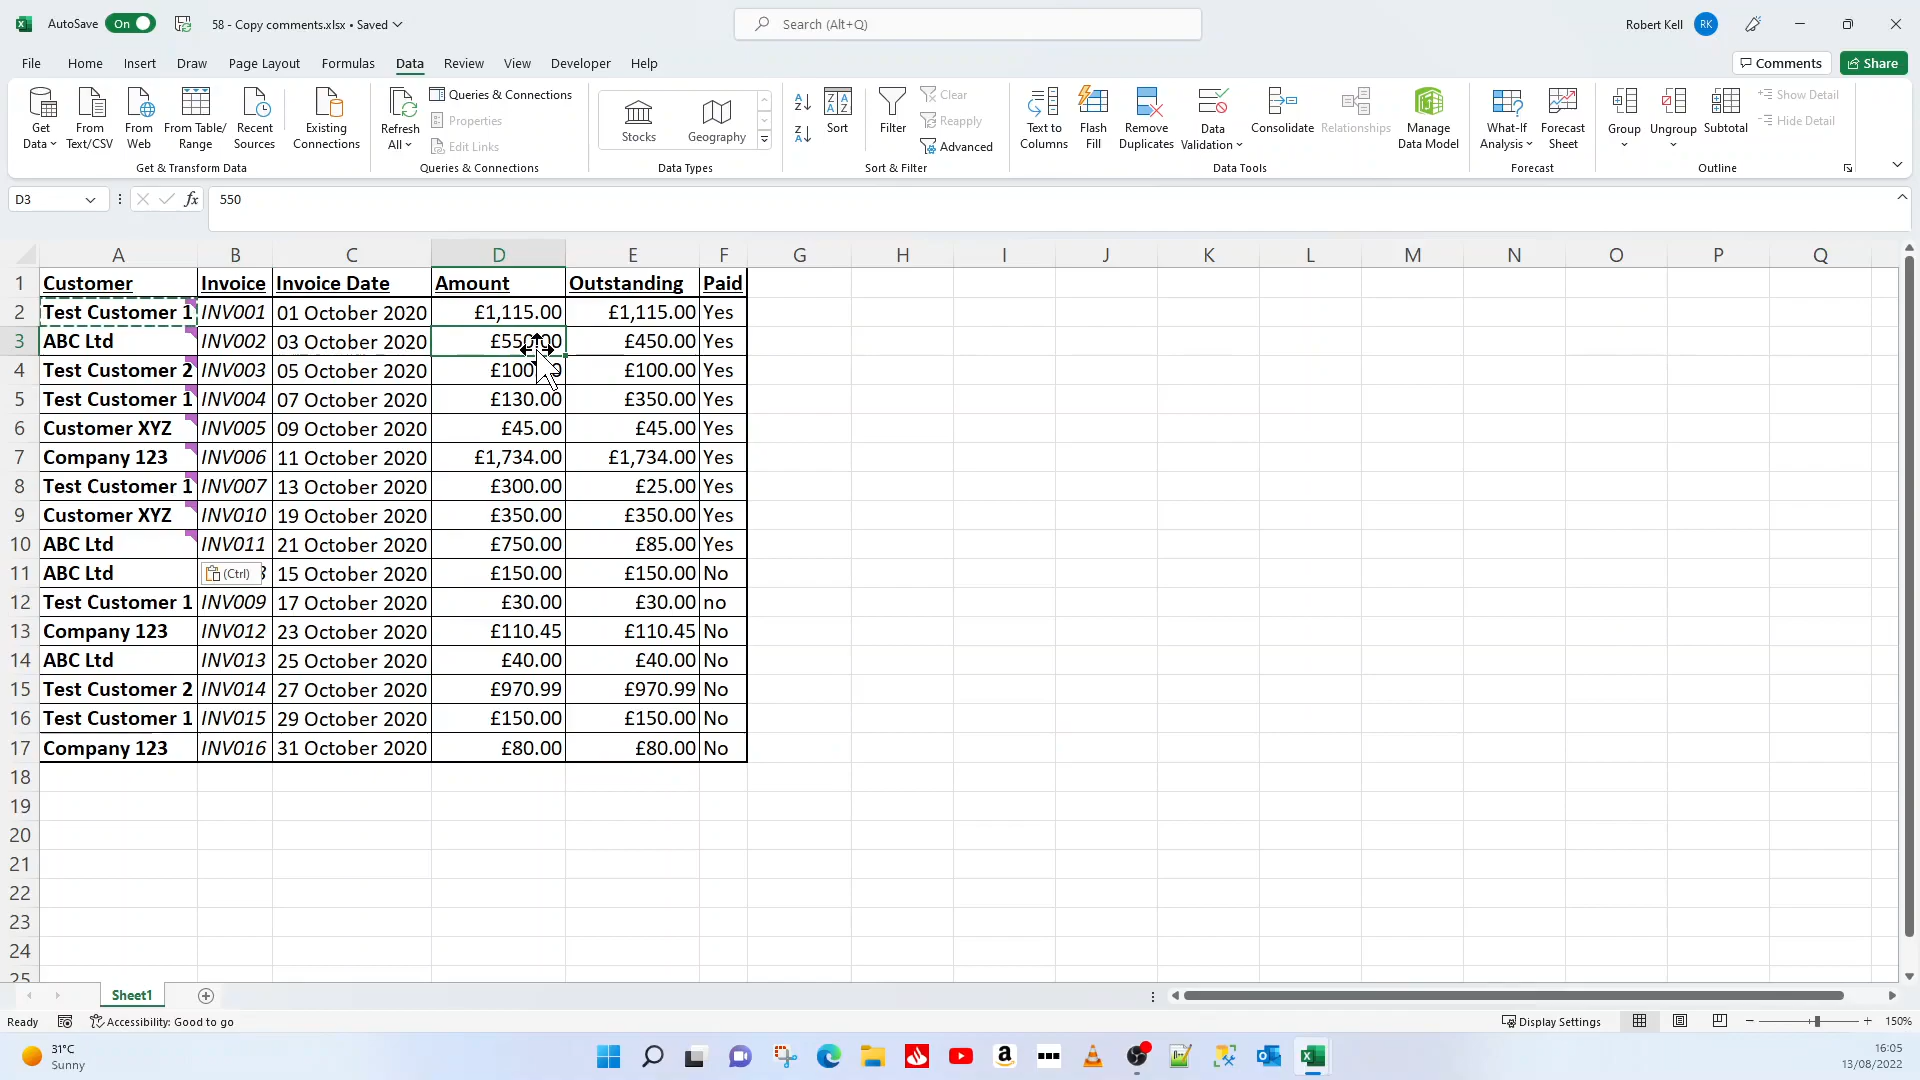 AutoSave On 58 - Copy comments.xlsx • Saved Search (Alt+Q) Robert Kell RK
File Home Insert Draw Page Layout Formulas Data Review View Developer Help Comments Share
Get Data From Text/CSV From Web From Table/ Range Recent Sources Existing Connections
Get & Transform Data
Refresh All Queries & Connections
Properties
Edit Links
Queries & Connections
Stocks Geography
Data Types
Sort Filter Clear
Reapply
Advanced
Sort & Filter
Text to Columns Flash Fill Remove Duplicates Data Validation Consolidate Relationships Manage Data Model
Data Tools
What-If Analysis Forecast Sheet
Forecast
Group Ungroup Subtotal Show Detail
Hide Detail
Outline
D3 fx 550
A B C D E F G H I J K L M N O P Q
1 Customer Invoice Invoice Date Amount Outstanding Paid
2 Test Customer 1 INV001 01 October 2020 £1,115.00 £1,115.00 Yes
3 ABC Ltd INV002 03 October 2020 £550.00 £450.00 Yes
4 Test Customer 2 INV003 05 October 2020 £100.00 £100.00 Yes
5 Test Customer 1 INV004 07 October 2020 £130.00 £350.00 Yes
6 Customer XYZ INV005 09 October 2020 £45.00 £45.00 Yes
7 Company 123 INV006 11 October 2020 £1,734.00 £1,734.00 Yes
8 Test Customer 1 INV007 13 October 2020 £300.00 £25.00 Yes
9 Customer XYZ INV010 19 October 2020 £350.00 £350.00 Yes
10 ABC Ltd INV011 21 October 2020 £750.00 £85.00 Yes
11 ABC Ltd (Ctrl) 15 October 2020 £150.00 £150.00 No
12 Test Customer 1 INV009 17 October 2020 £30.00 £30.00 no
13 Company 123 INV012 23 October 2020 £110.45 £110.45 No
14 ABC Ltd INV013 25 October 2020 £40.00 £40.00 No
15 Test Customer 2 INV014 27 October 2020 £970.99 £970.99 No
16 Test Customer 1 INV015 29 October 2020 £150.00 £150.00 No
17 Company 123 INV016 31 October 2020 £80.00 £80.00 No
18
19
20
21
22
23
24
25
Sheet1
Ready Accessibility: Good to go Display Settings 150%
31°C
Sunny
16:05
13/08/2022